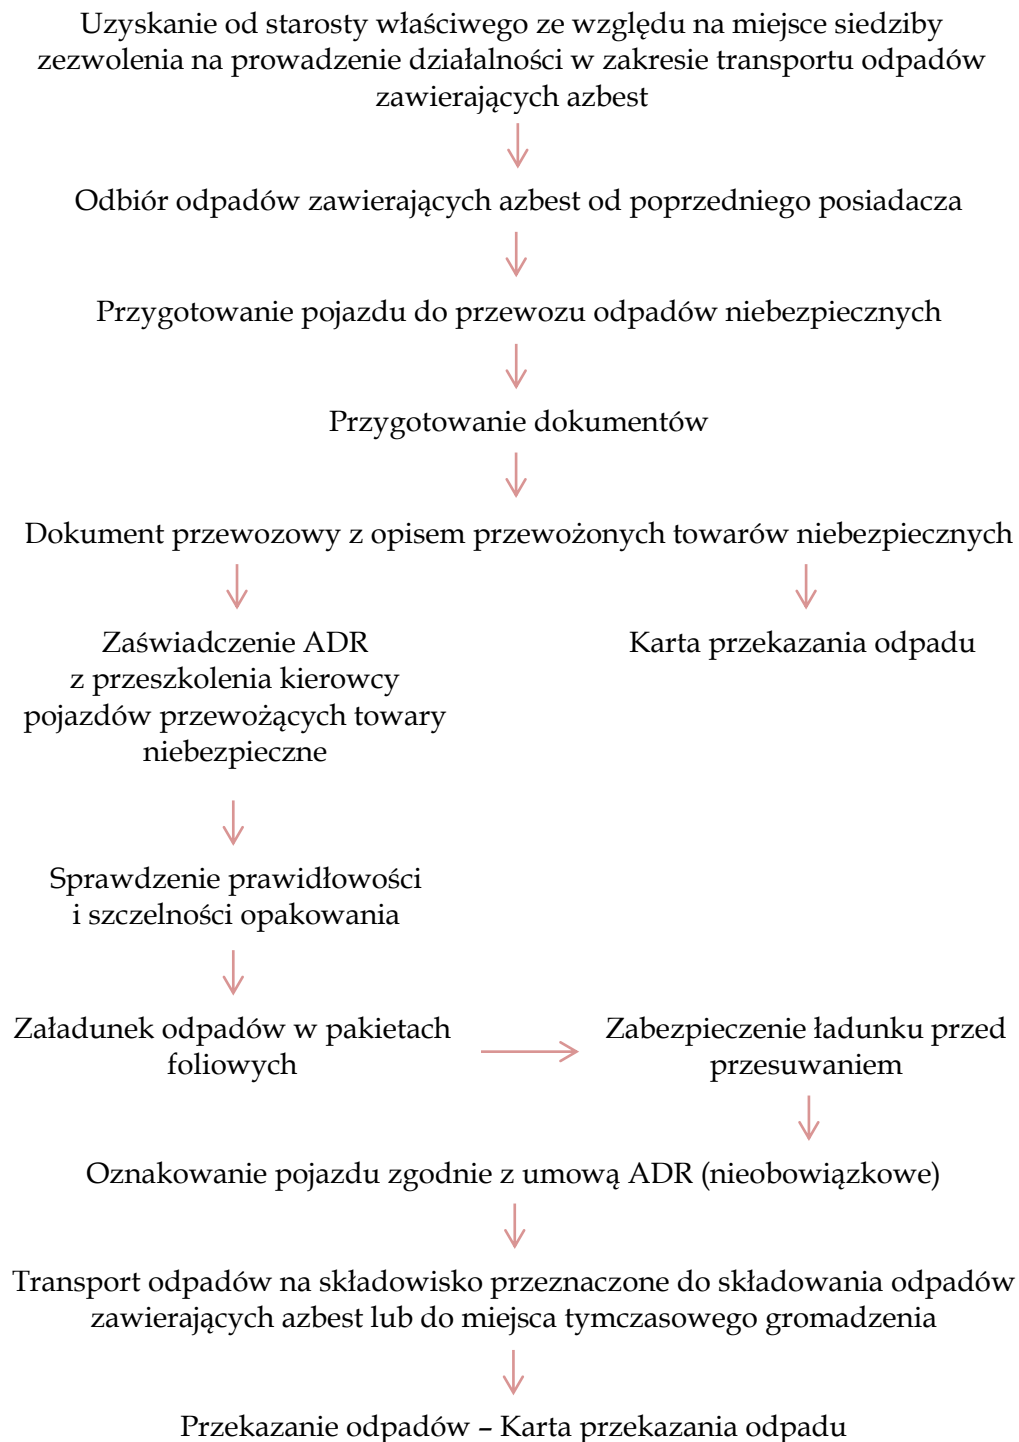 Uzyskanie od starosty właściwego ze względu na miejsce siedziby
zezwolenia na prowadzenie działalności w zakresie transportu odpadów
zawierających azbest
Odbiór odpadów zawierających azbest od poprzedniego posiadacza
Przygotowanie pojazdu do przewozu odpadów niebezpiecznych
Przygotowanie dokumentów
Dokument przewozowy z opisem przewożonych towarów niebezpiecznych
Zaświadczenie ADR
z przeszkolenia kierowcy
pojazdów przewożących towary
niebezpieczne
Karta przekazania odpadu
Sprawdzenie prawidłowości
i szczelności opakowania
Załadunek odpadów w pakietach
foliowych
Zabezpieczenie ładunku przed
przesuwaniem
Oznakowanie pojazdu zgodnie z umową ADR (nieobowiązkowe)
Transport odpadów na składowisko przeznaczone do składowania odpadów
zawierających azbest lub do miejsca tymczasowego gromadzenia
Przekazanie odpadów – Karta przekazania odpadu